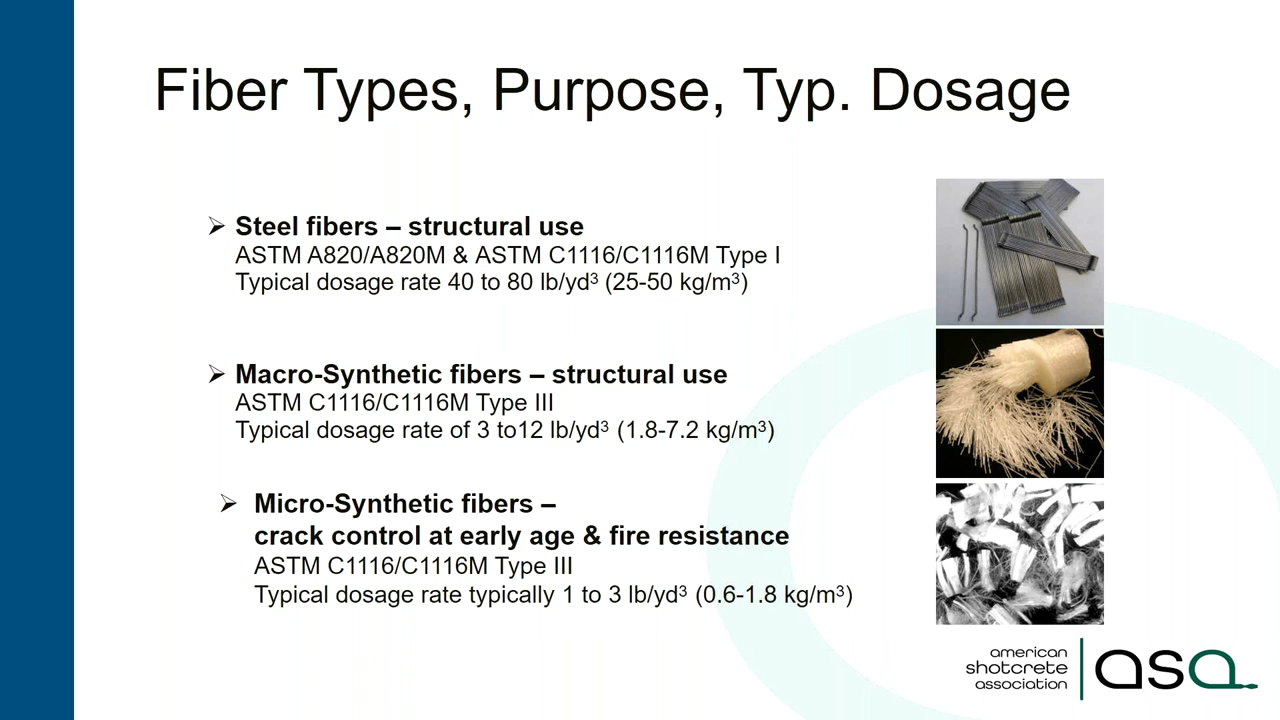 Fiber Types, Purpose, Typ. Dosage
➢ Steel fibers – structural use
ASTM A820/A820M & ASTM C1116/C1116M Type I
Typical dosage rate 40 to 80 lb/yd³ (25-50 kg/m³)
➢ Macro-Synthetic fibers – structural use
ASTM C1116/C1116M Type III
Typical dosage rate of 3 to12 lb/yd³ (1.8-7.2 kg/m³)
➢ Micro-Synthetic fibers –
crack control at early age & fire resistance
ASTM C1116/C1116M Type III
Typical dosage rate typically 1 to 3 lb/yd³ (0.6-1.8 kg/m³)
american
shotcrete
association
asa